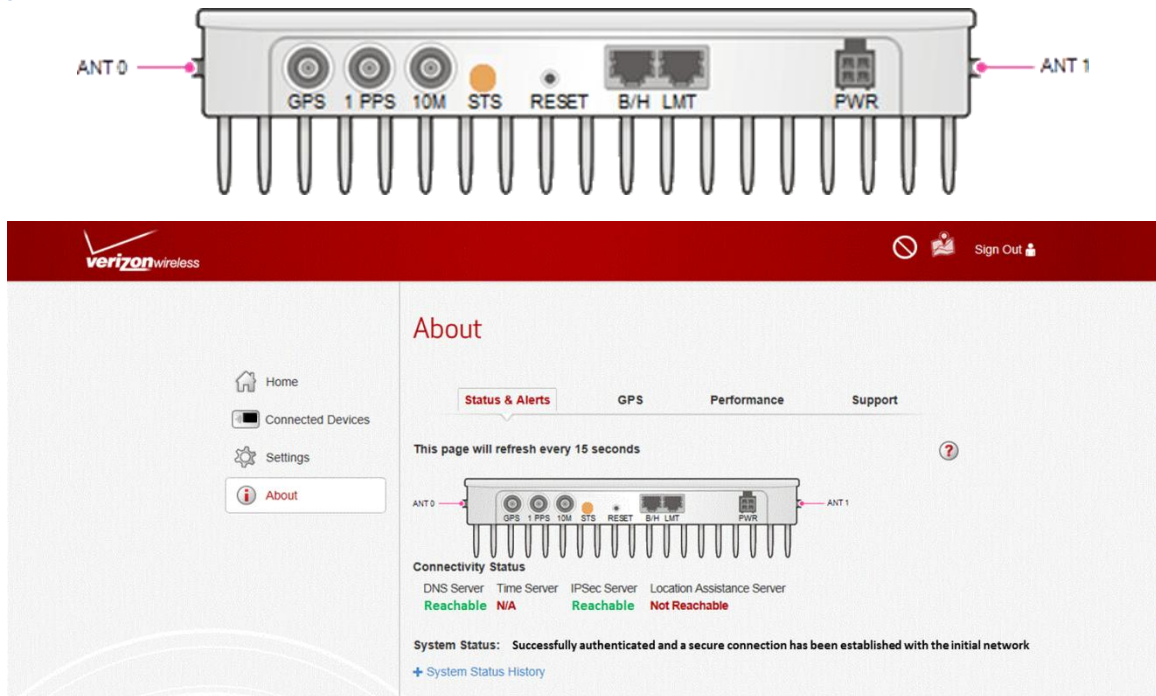 ANT 0
ANT 1
GPS 1 PPS 10M STS RESET B/H LMT PWR
verizonwireless
Sign Out
About
Home
Connected Devices
Settings
About
Status & Alerts GPS Performance Support
This page will refresh every 15 seconds
?
ANT 0
ANT 1
GPS 1 PPS 10M STS RESET B/H LMT PWR
Connectivity Status
DNS Server Time Server IPSec Server Location Assistance Server
Reachable N/A Reachable Not Reachable
System Status: Successfully authenticated and a secure connection has been established with the initial network
+ System Status History